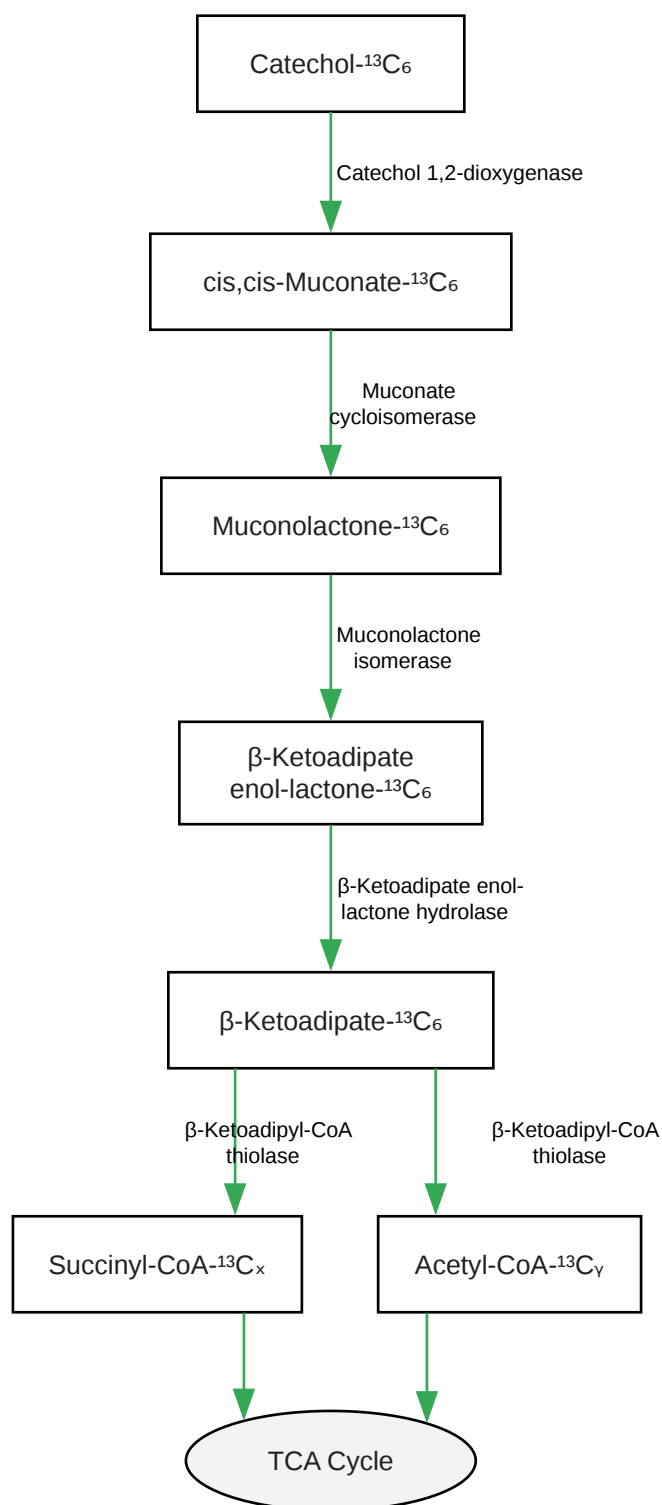 Catechol-¹³C₆
Catechol 1,2-dioxygenase
cis,cis-Muconate-¹³C₆
Muconate
cycloisomerase
Muconolactone-¹³C₆
Muconolactone
isomerase
β-Ketoadipate
enol-lactone-¹³C₆
β-Ketoadipate enol-
lactone hydrolase
β-Ketoadipate-¹³C₆
β-Ketoadipyl-CoA
thiolase
β-Ketoadipyl-CoA
thiolase
Succinyl-CoA-¹³Cₓ
Acetyl-CoA-¹³Cᵧ
TCA Cycle